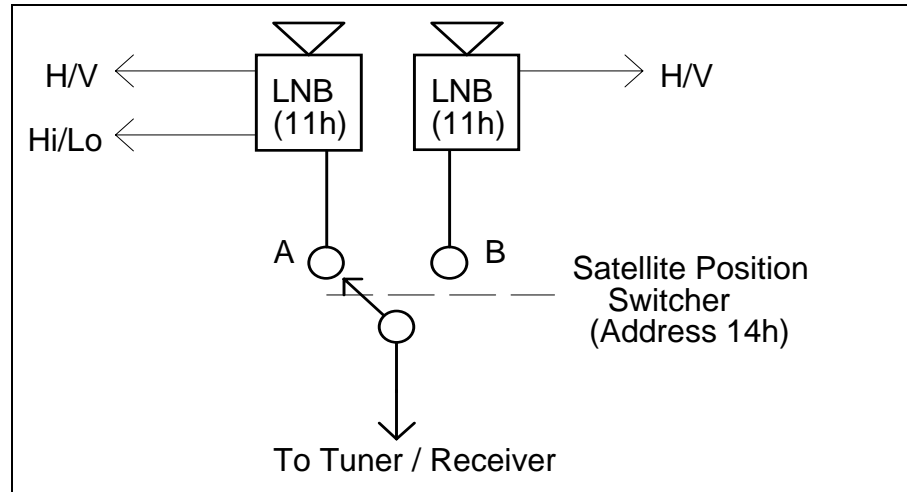 H/V
LNB
(11h)
LNB
(11h)
H/V
Hi/Lo
A
B
Satellite Position
Switcher
(Address 14h)
To Tuner / Receiver